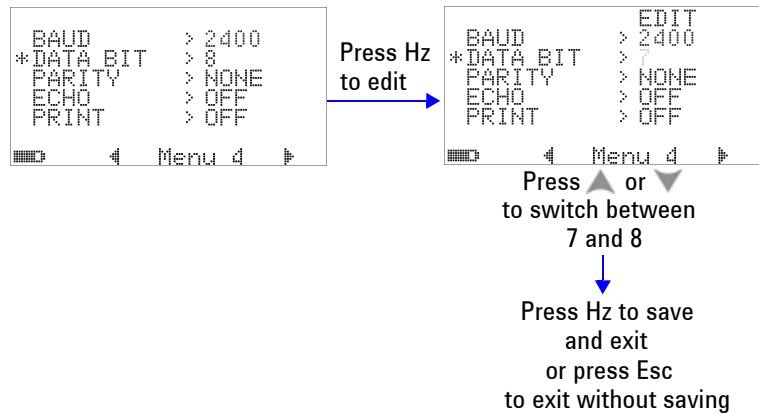 BAUD > 2400
*DATA BIT > 8
PARITY > NONE
ECHO > OFF
PRINT > OFF
Menu 4
Press Hz
to edit
EDIT
BAUD > 2400
*DATA BIT > 7
PARITY > NONE
ECHO > OFF
PRINT > OFF
Menu 4
Press or
to switch between
7 and 8
Press Hz to save
and exit
or press Esc
to exit without saving